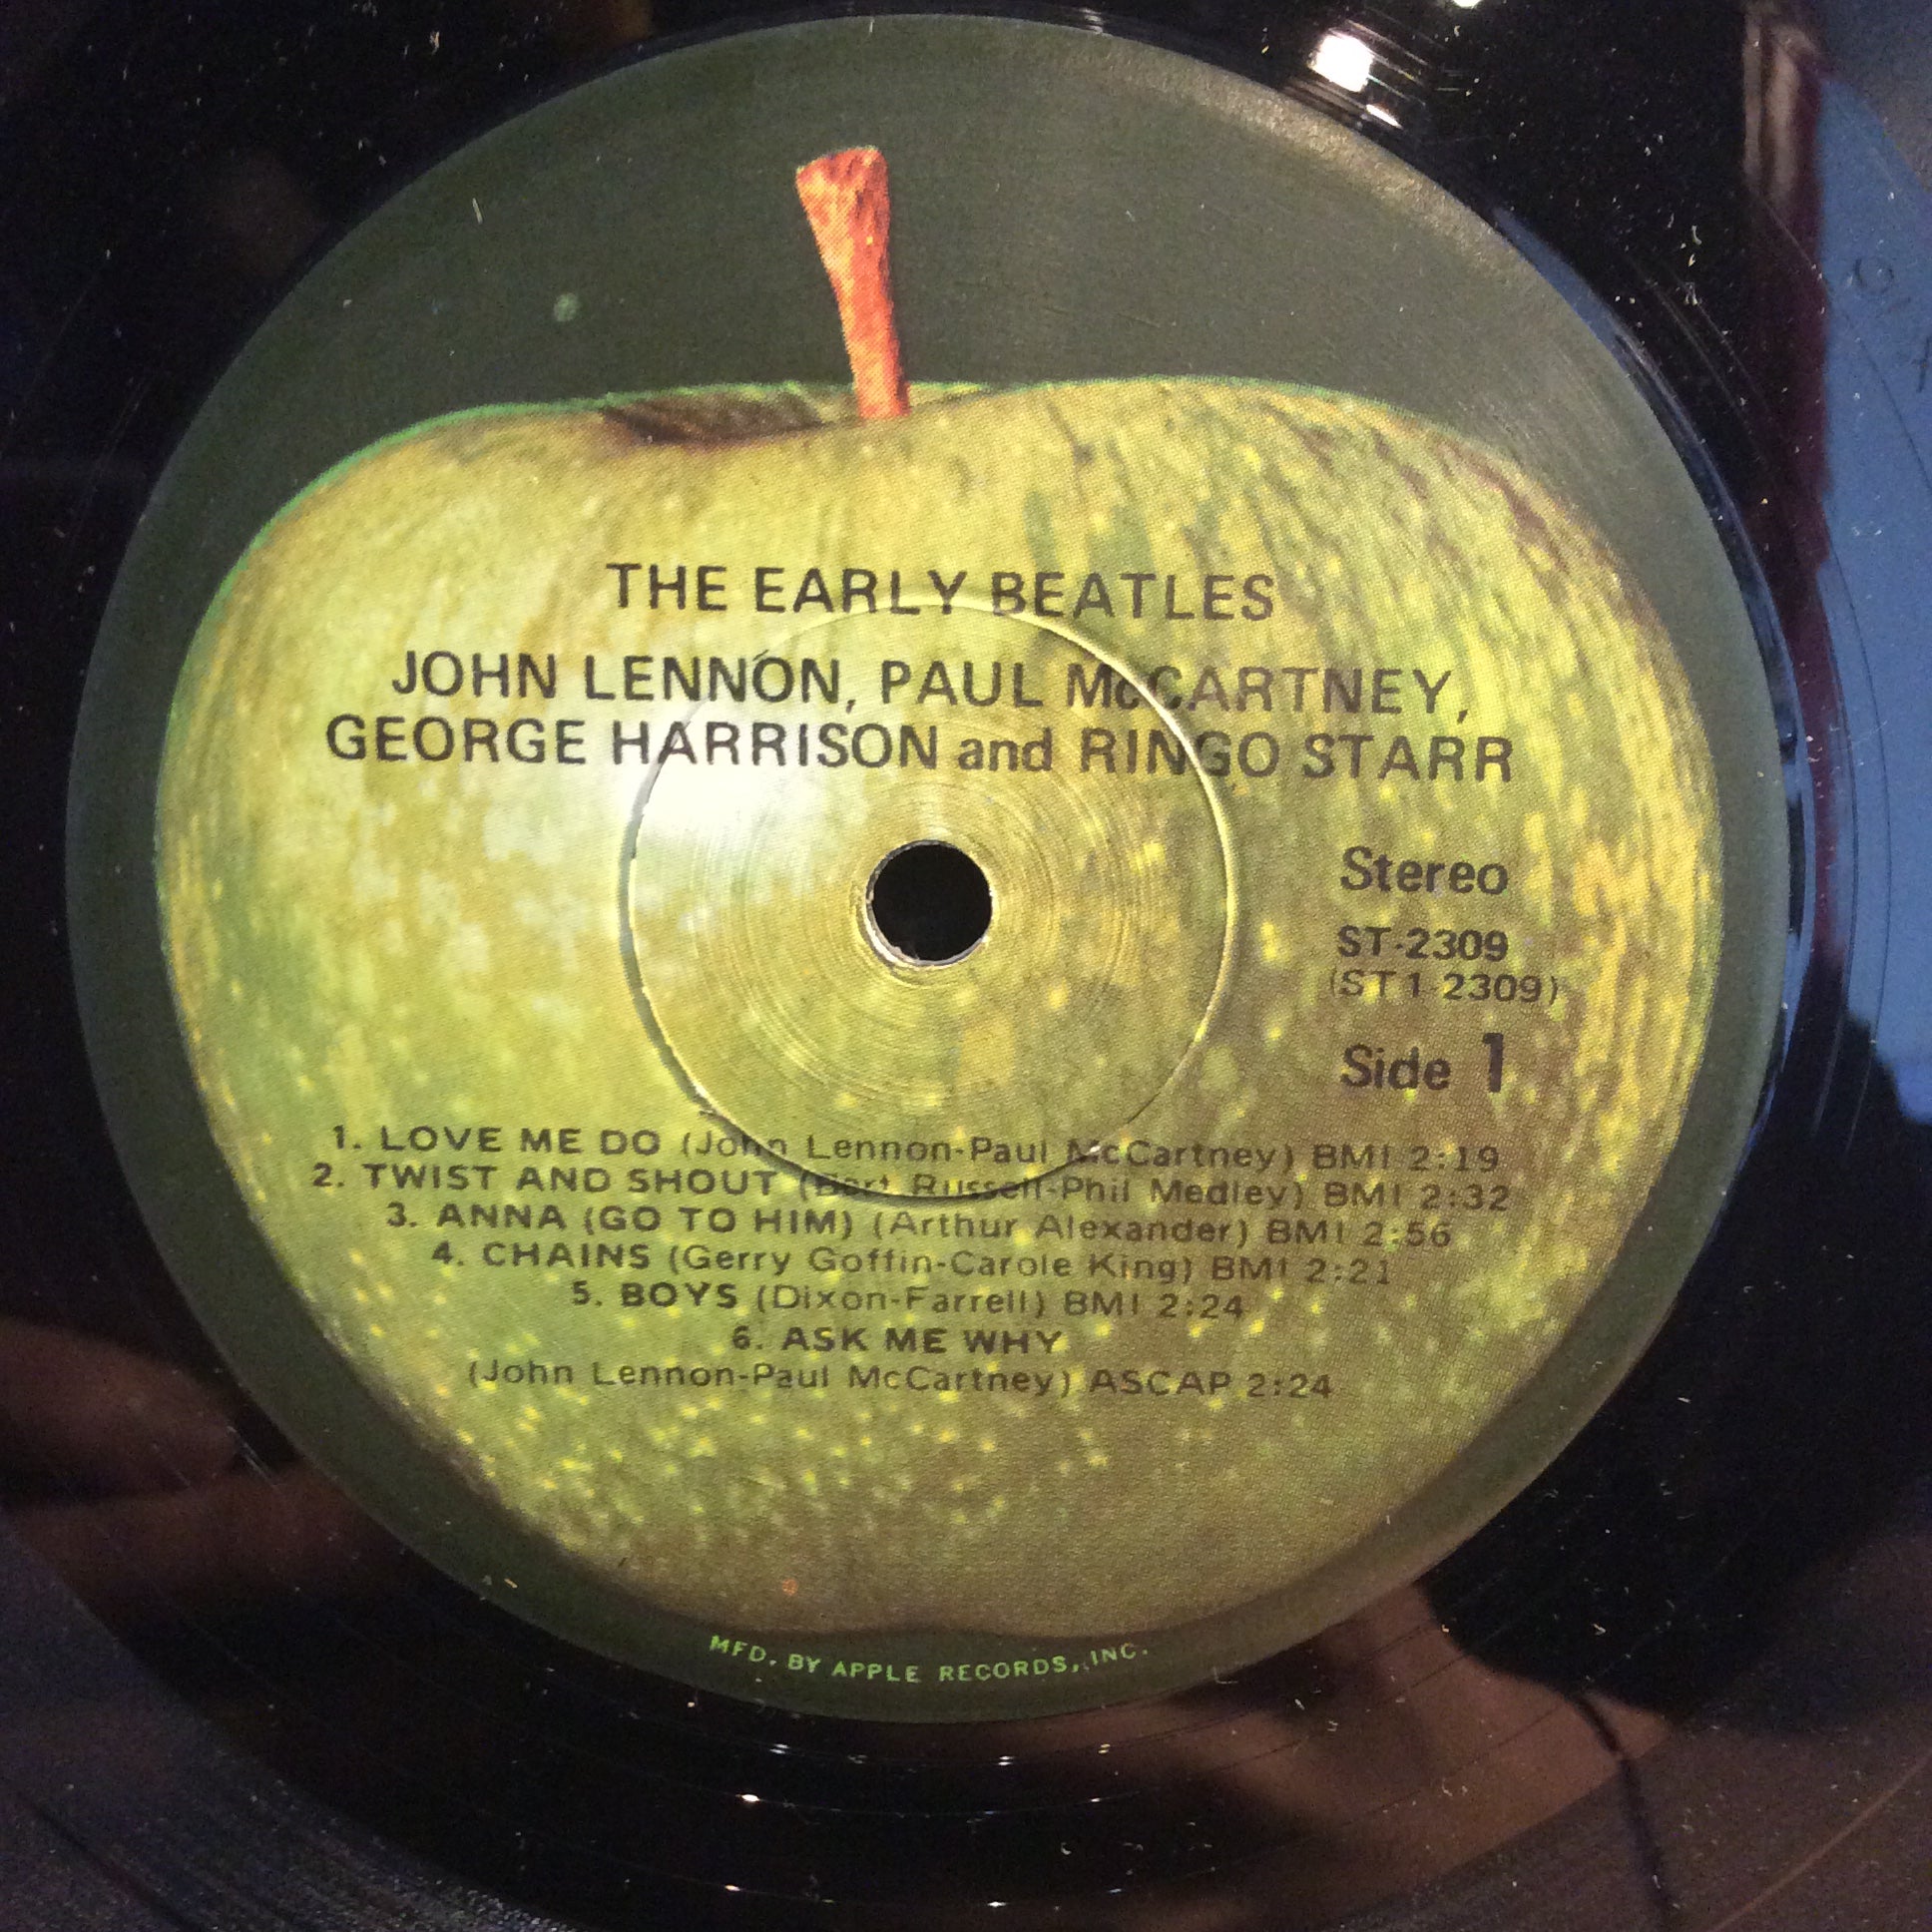 THE EARLY BEATLES
JOHN LENNON, PAUL McCARTNEY,
GEORGE HARRISON and RINGO STARR
Stereo
ST-2309
(ST1-2309)
Side 1
1. LOVE ME DO (John Lennon-Paul McCartney) BMI 2:19
2. TWIST AND SHOUT (Bert Russell-Phil Medley) BMI 2:32
3. ANNA (GO TO HIM) (Arthur Alexander) BMI 2:56
4. CHAINS (Gerry Goffin-Carole King) BMI 2:21
5. BOYS (Dixon-Farrell) BMI 2:24
6. ASK ME WHY
(John Lennon-Paul McCartney) ASCAP 2:24
MFD. BY APPLE RECORDS, INC.